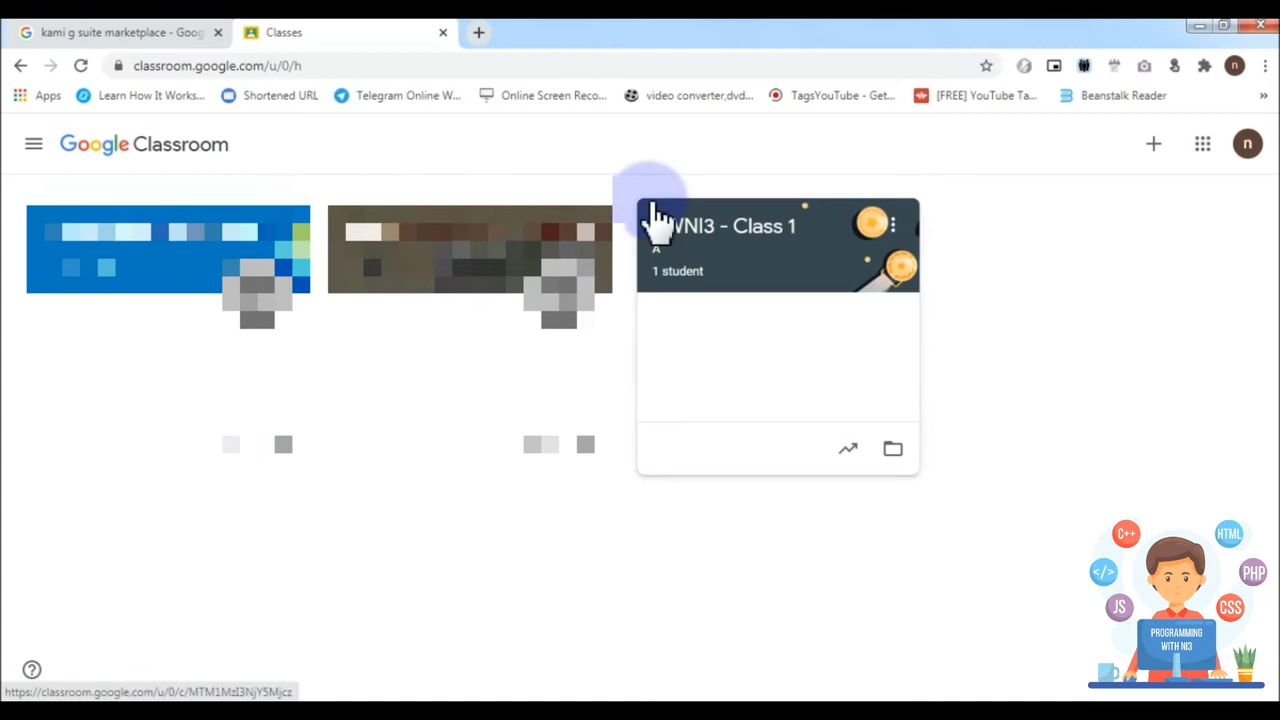 kami g suite marketplace - Goog
Classes
classroom.google.com/u/0/h
Apps
Learn How It Works...
Shortened URL
Telegram Online W...
Online Screen Reco...
video converter,dvd...
TagsYouTube - Get...
[FREE] YouTube Ta...
Beanstalk Reader
»
Google Classroom
n
n
WNI3 - Class 1
A
1 student
C++
HTML
</>
PHP
JS
CSS
PROGRAMMING
WITH NI3
https://classroom.google.com/u/0/c/MTM1MzI3NjY5Mjcz